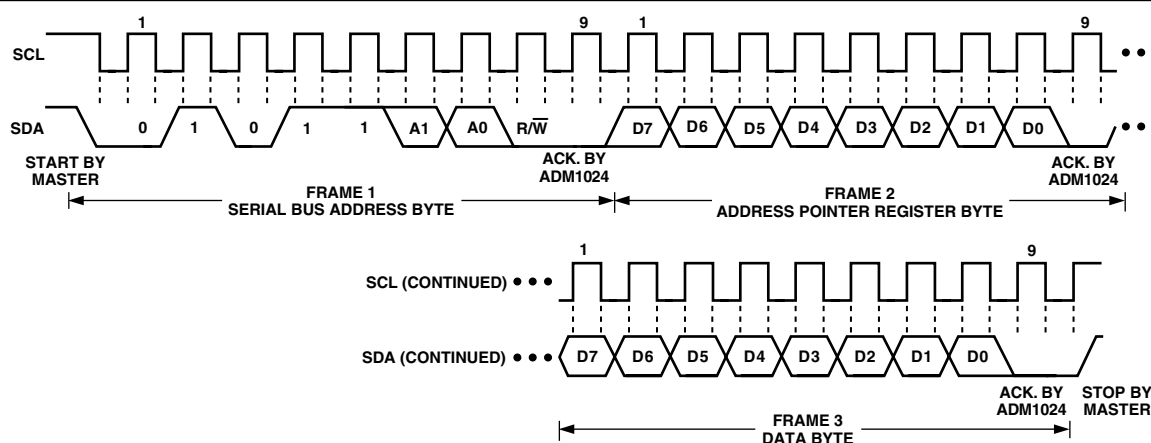 1 9 1 9
SCL
SDA 0 1 0 1 1 A1 A0 R/W D7 D6 D5 D4 D3 D2 D1 D0
START BY
MASTER
ACK. BY
ADM1024
ACK. BY
ADM1024
FRAME 1
SERIAL BUS ADDRESS BYTE
FRAME 2
ADDRESS POINTER REGISTER BYTE
1 9
SCL (CONTINUED)
SDA (CONTINUED) D7 D6 D5 D4 D3 D2 D1 D0
ACK. BY
ADM1024
STOP BY
MASTER
FRAME 3
DATA BYTE